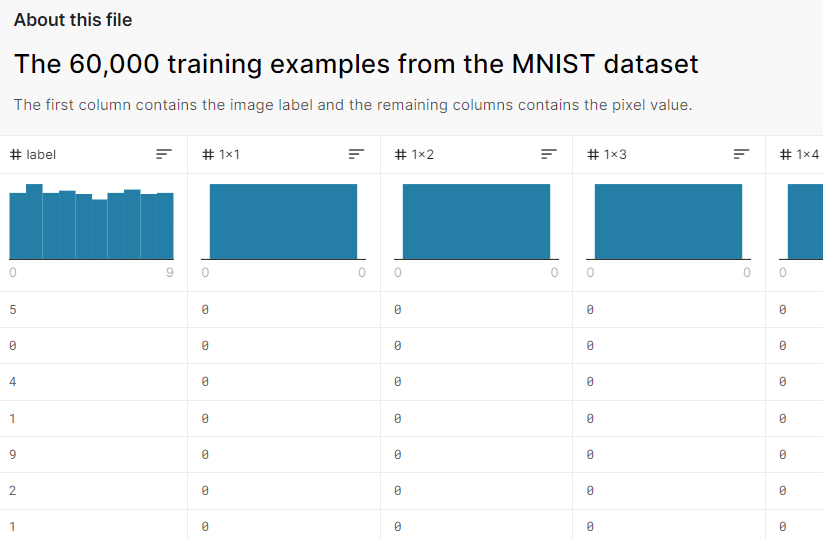 About this file
The 60,000 training examples from the MNIST dataset
The first column contains the image label and the remaining columns contains the pixel value.
# label # 1×1 # 1×2 # 1×3 # 1×4
0 9 0 0 0 0 0 0 0
5 0 0 0 0
0 0 0 0 0
4 0 0 0 0
1 0 0 0 0
9 0 0 0 0
2 0 0 0 0
1 0 0 0 0